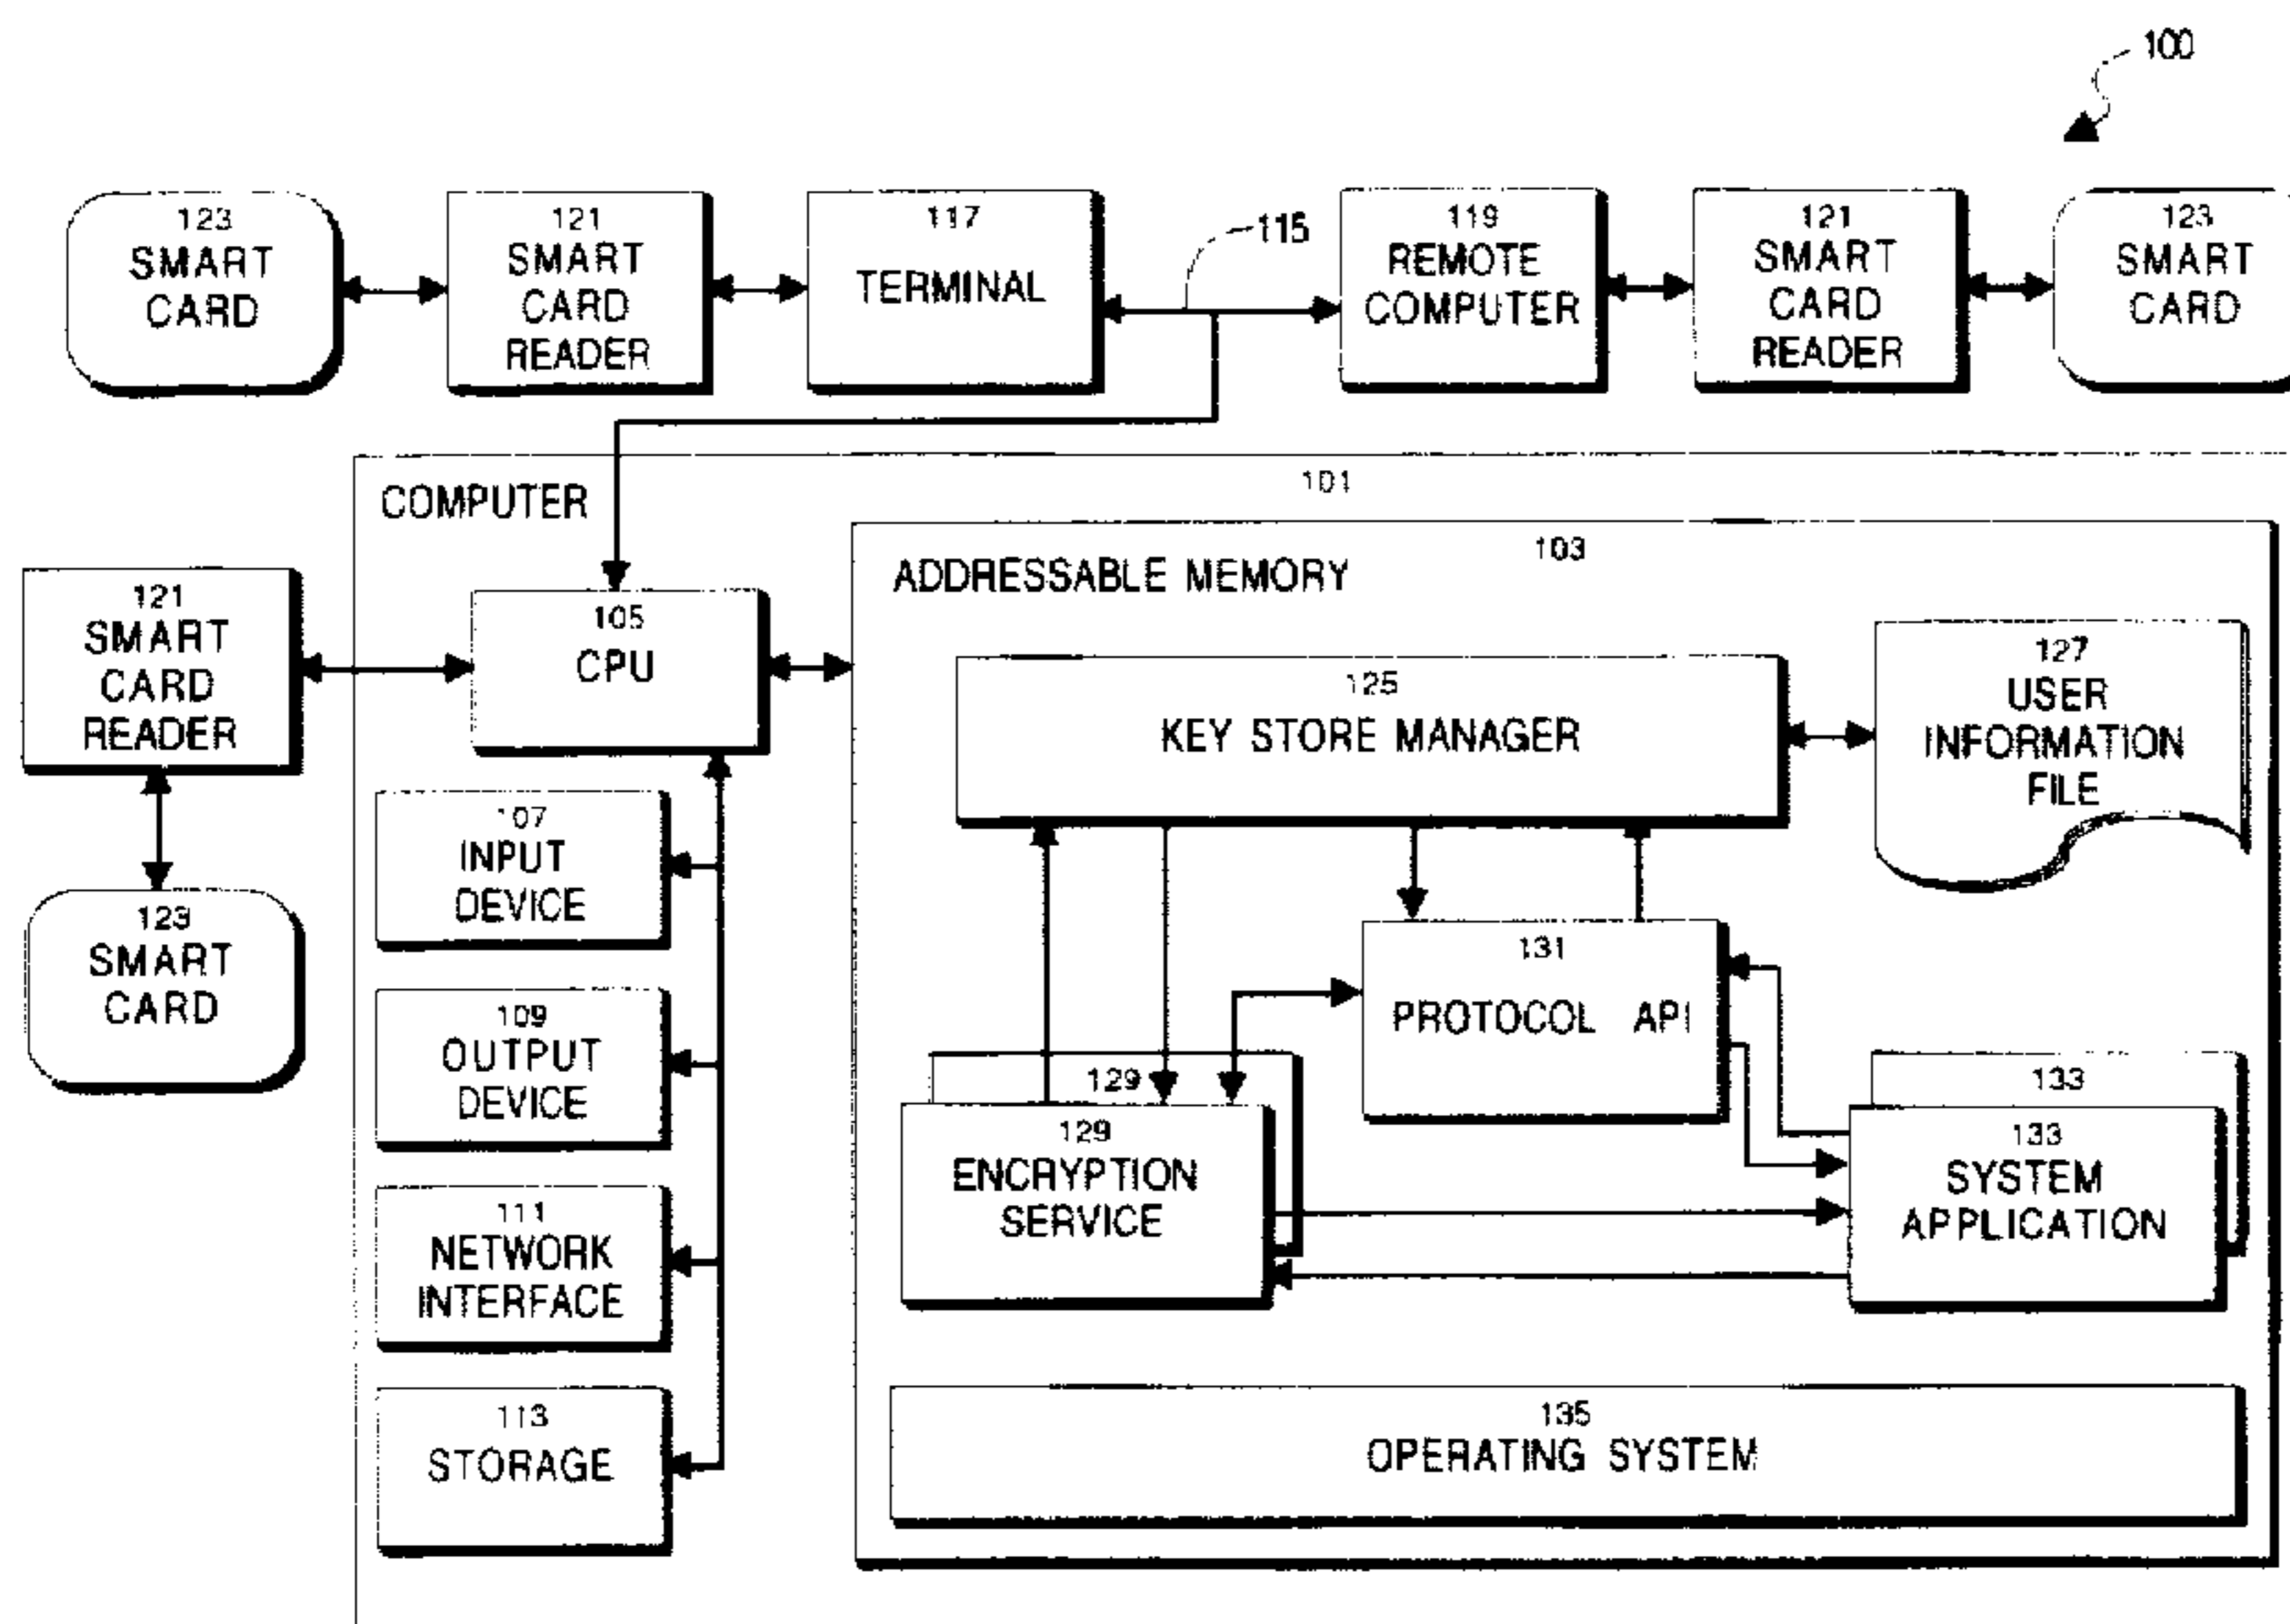 100
123
SMART
CARD
121
SMART
CARD
READER
117
TERMINAL
115
119
REMOTE
COMPUTER
121
SMART
CARD
READER
123
SMART
CARD
COMPUTER
101
121
SMART
CARD
READER
123
SMART
CARD
105
CPU
107
INPUT
DEVICE
109
OUTPUT
DEVICE
111
NETWORK
INTERFACE
113
STORAGE
103
ADDRESSABLE MEMORY
125
KEY STORE MANAGER
127
USER
INFORMATION
FILE
131
PROTOCOL API
129
129
ENCRYPTION
SERVICE
133
133
SYSTEM
APPLICATION
135
OPERATING SYSTEM